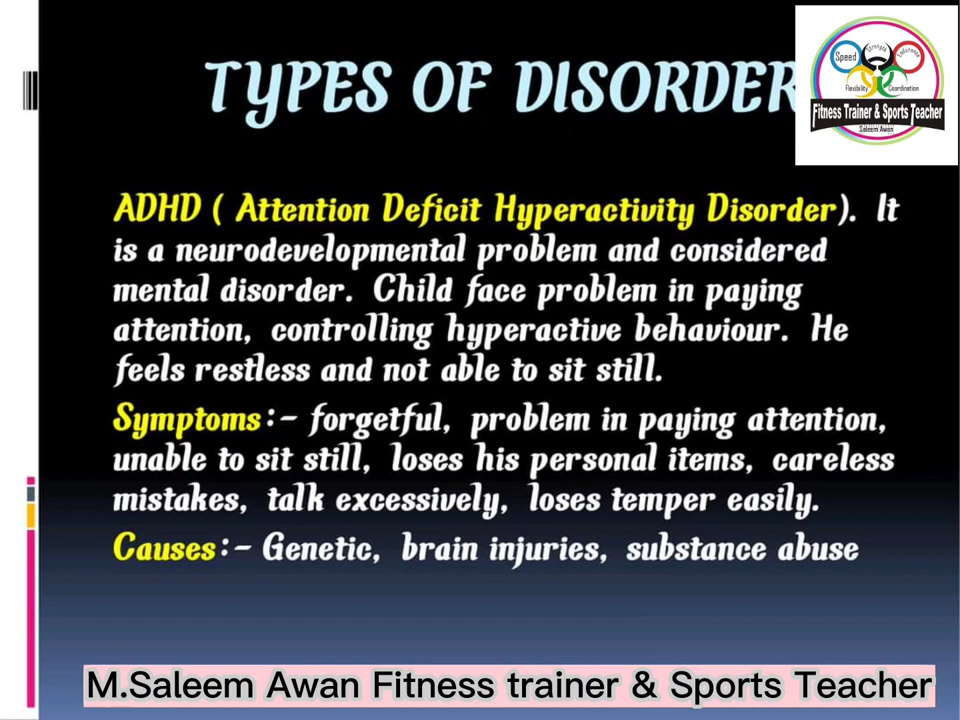 TYPES OF DISORDER
Speed
Strength
Endurance
Flexibility
Coordination
Fitness Trainer & Sports Teacher
Saleem Awan
ADHD ( Attention Deficit Hyperactivity Disorder). It
is a neurodevelopmental problem and considered
mental disorder. Child face problem in paying
attention, controlling hyperactive behaviour. He
feels restless and not able to sit still.
Symptoms:- forgetful, problem in paying attention,
unable to sit still, loses his personal items, careless
mistakes, talk excessively, loses temper easily.
Causes:- Genetic, brain injuries, substance abuse
M.Saleem Awan Fitness trainer & Sports Teacher